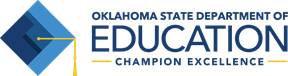 OKLAHOMA STATE DEPARTMENT OF
EDUCATION
CHAMPION EXCELLENCE